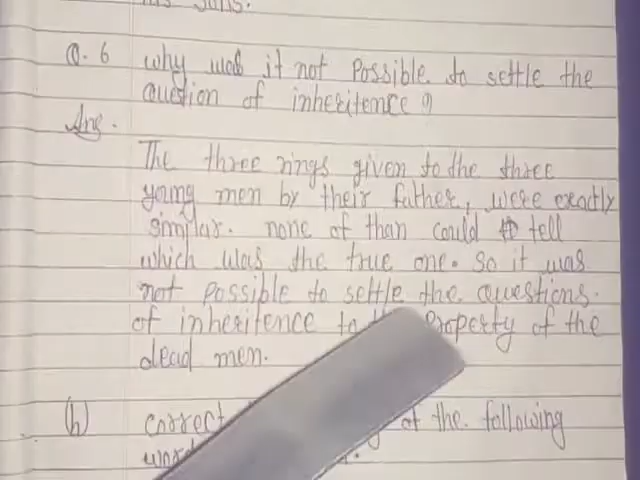 his sons.
Q. 6 why was it not possible to settle the
question of inheritence?
Ans.
The three rings given to the three
young men by their father, were exactly
similar. none of than could to tell
which was the true one. so it was
not possible to settle the questions.
of inheritence to the property of the
dead men.
(h) correct of the following